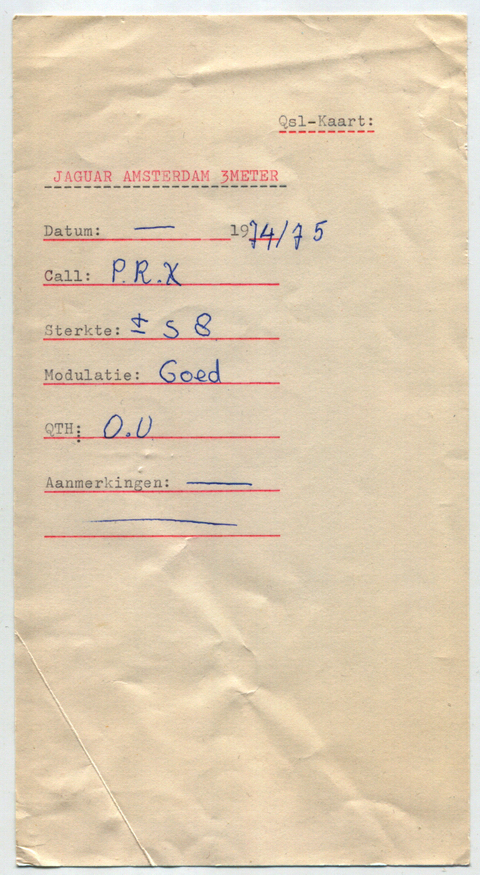 Qsl-Kaart:
JAGUAR AMSTERDAM 3METER
Datum: — 1974/75
Call: P.R.X
Sterkte: ± S 8
Modulatie: Goed
QTH: O.U
Aanmerkingen: —